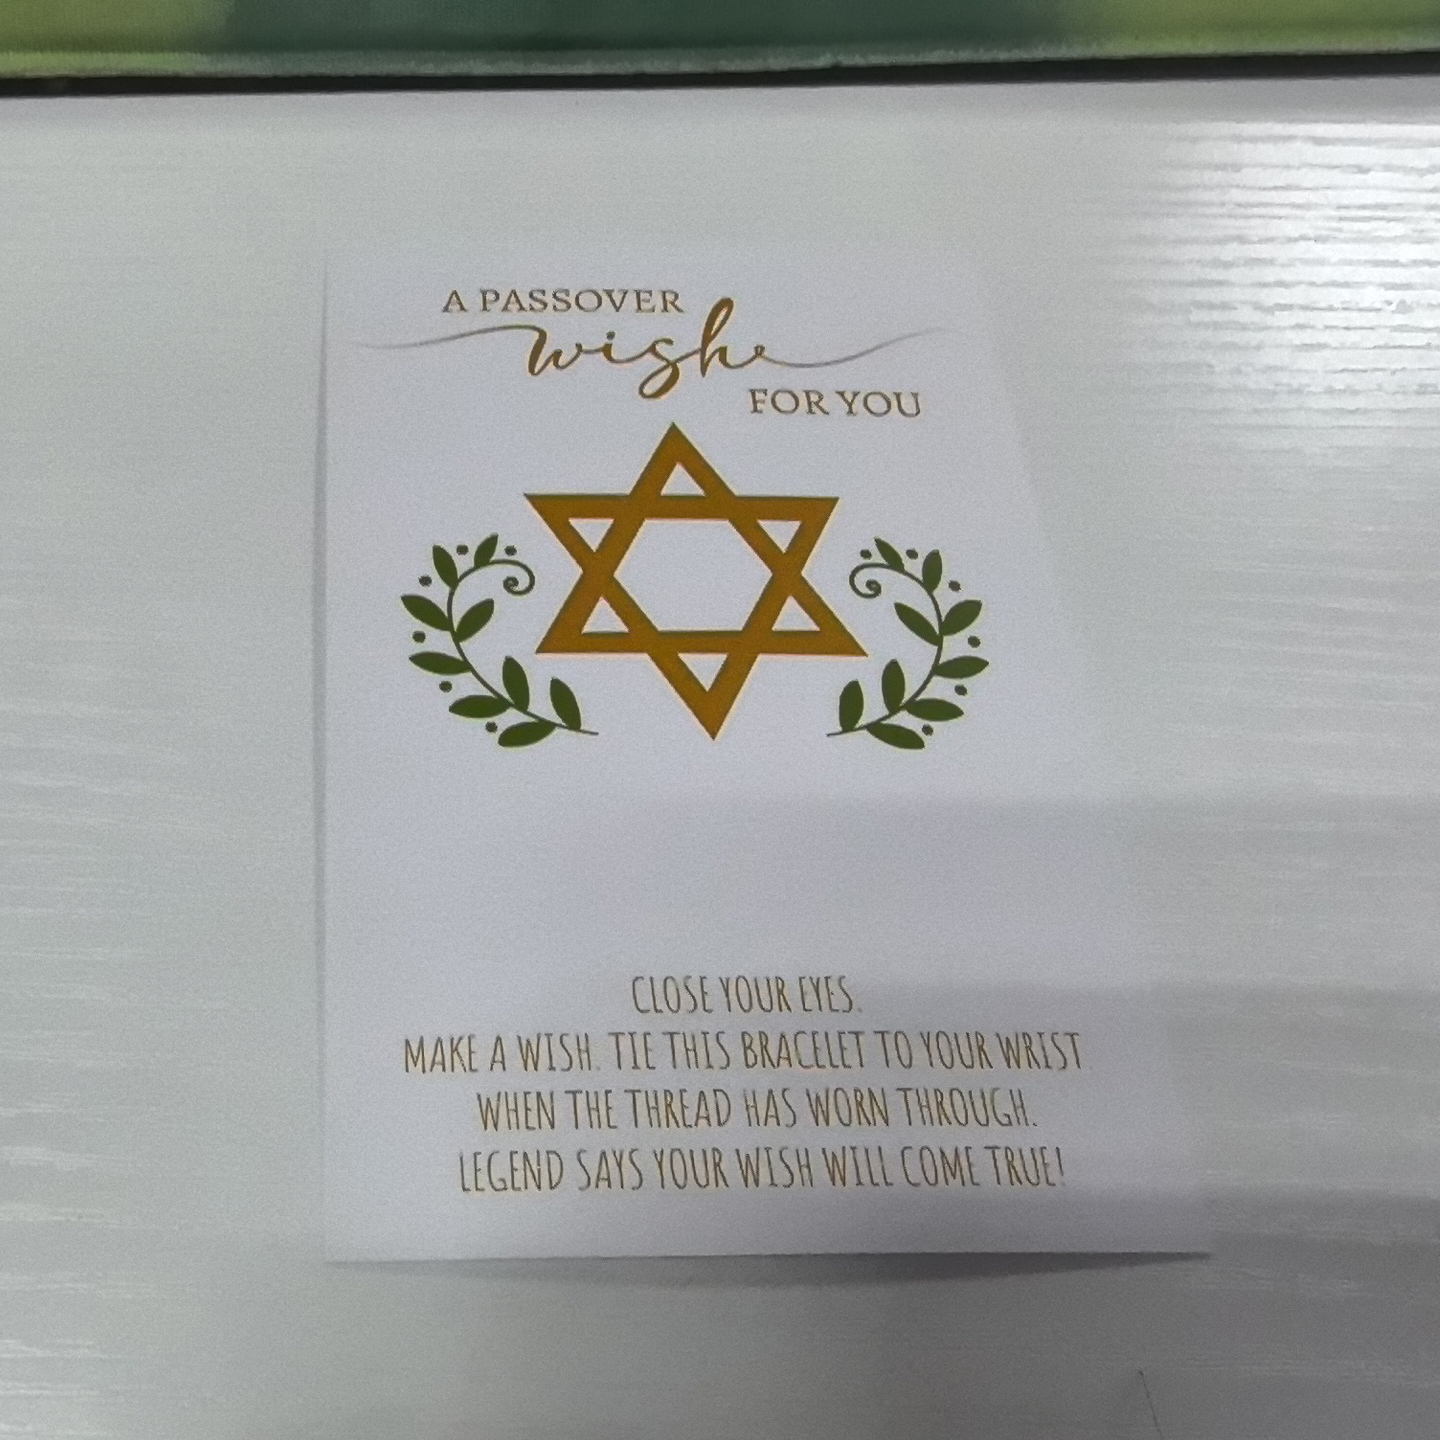 A PASSOVER
wish
FOR YOU
CLOSE YOUR EYES.
MAKE A WISH. TIE THIS BRACELET TO YOUR WRIST
WHEN THE THREAD HAS WORN THROUGH.
LEGEND SAYS YOUR WISH WILL COME TRUE!